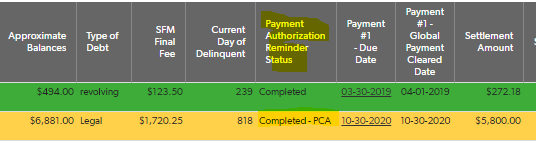 Approximate Balances Type of Debt SFM Final Fee Current Day of Delinquent Payment Authorization Reminder Status Payment #1 - Due Date Payment #1 - Global Payment Cleared Date Settlement Amount
$494.00 revolving $123.50 239 Completed 03-30-2019 04-01-2019 $272.18
$6,881.00 Legal $1,720.25 818 Completed - PCA 10-30-2020 10-30-2020 $5,800.00